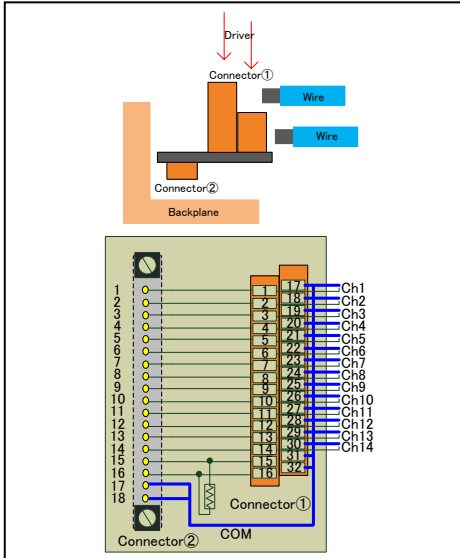 Driver
Connector①
Wire
Wire
Connector②
Backplane
1
2
3
4
5
6
7
8
9
10
11
12
13
14
15
16
17
18
1
2
3
4
5
6
7
8
9
10
11
12
13
14
15
16
17
18
19
20
21
22
23
24
25
26
27
28
29
30
31
32
Ch1
Ch2
Ch3
Ch4
Ch5
Ch6
Ch7
Ch8
Ch9
Ch10
Ch11
Ch12
Ch13
Ch14
Connector①
COM
Connector②